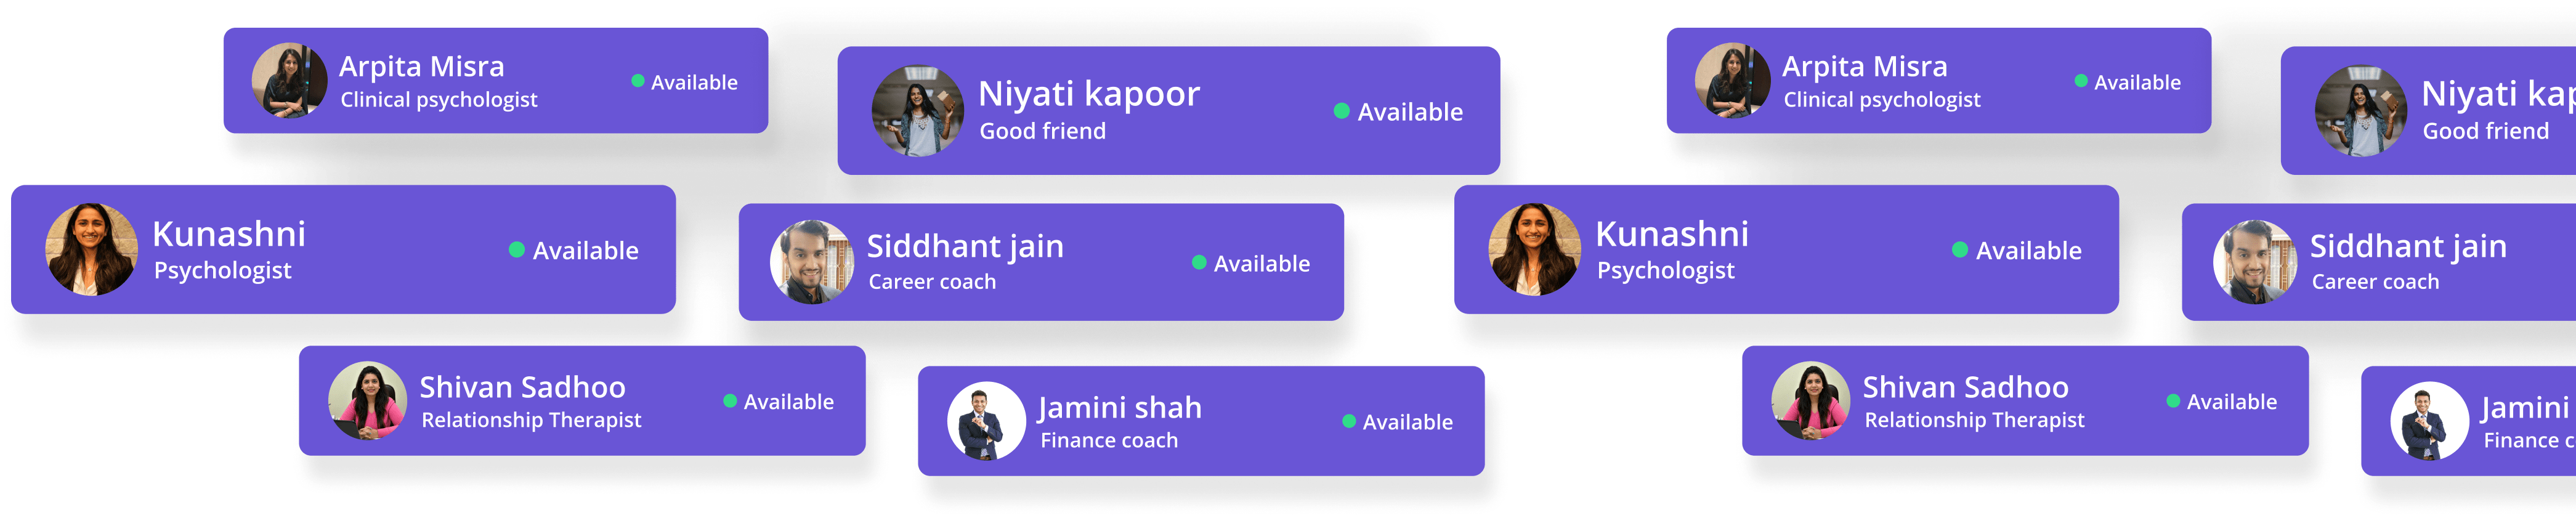 Arpita Misra
Clinical psychologist
Available
Niyati kapoor
Good friend
Available
Arpita Misra
Clinical psychologist
Available
Niyati
Good friend
Kunashni
Psychologist
Available
Siddhant jain
Career coach
Available
Kunashni
Psychologist
Available
Siddhant jain
Career coach
Shivan Sadhoo
Relationship Therapist
Available
Jamini shah
Finance coach
Available
Shivan Sadhoo
Relationship Therapist
Available
Jamini
Finance